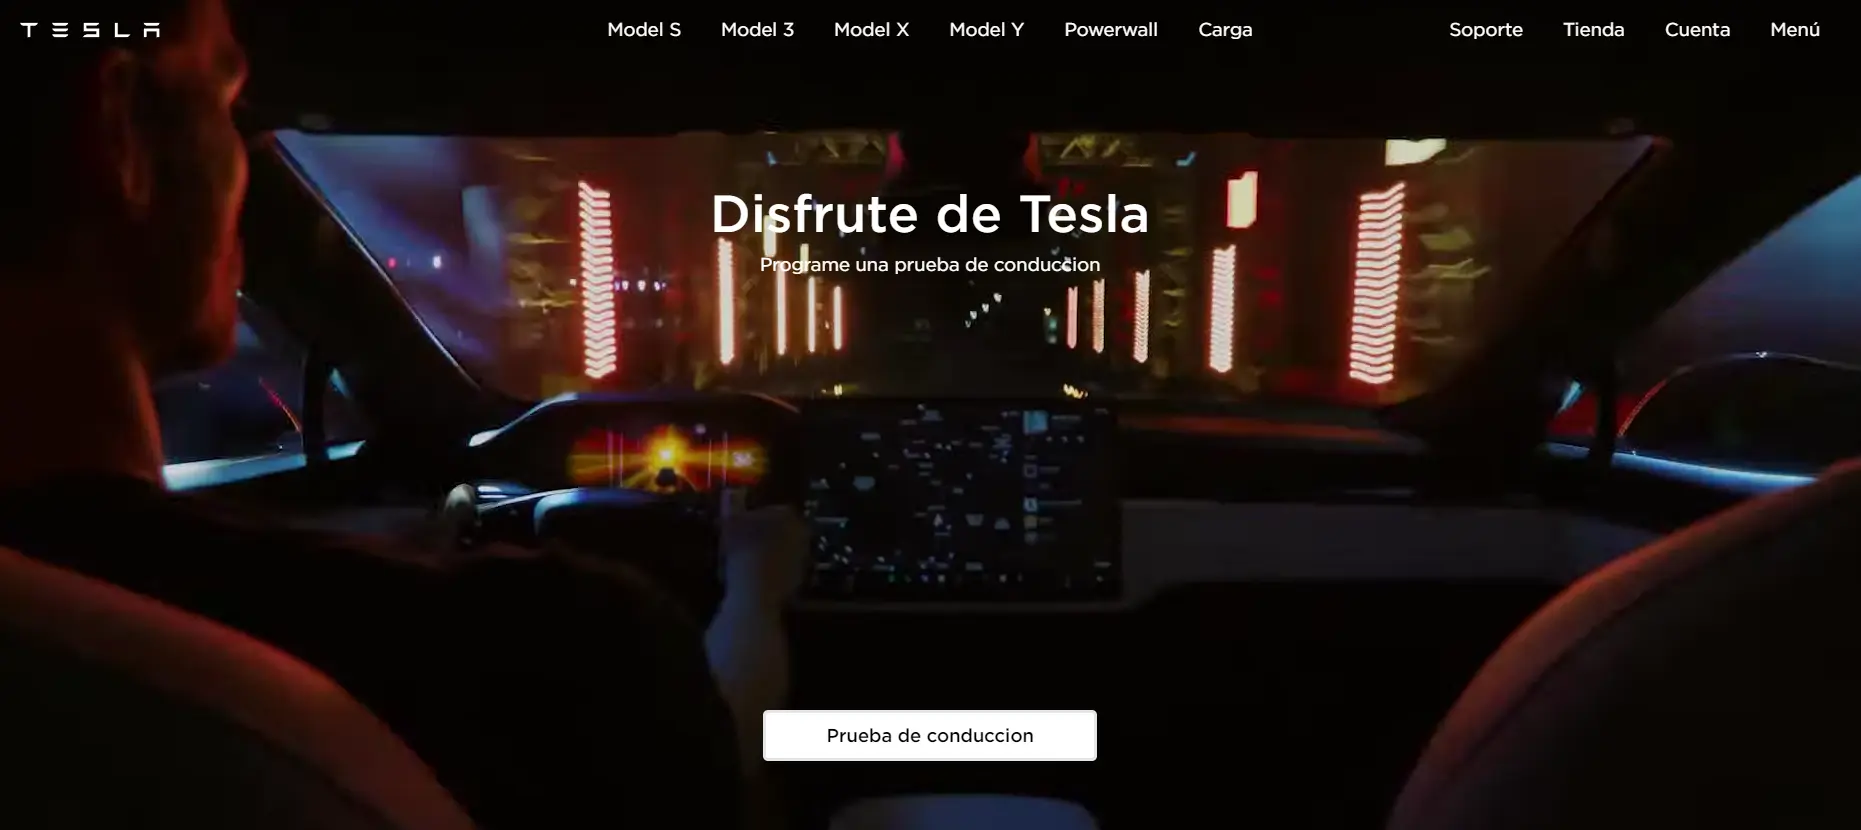 TESLA
Model S Model 3 Model X Model Y Powerwall Carga
Soporte Tienda Cuenta Menú
Disfrute de Tesla
Programe una prueba de conduccion
34
Prueba de conduccion